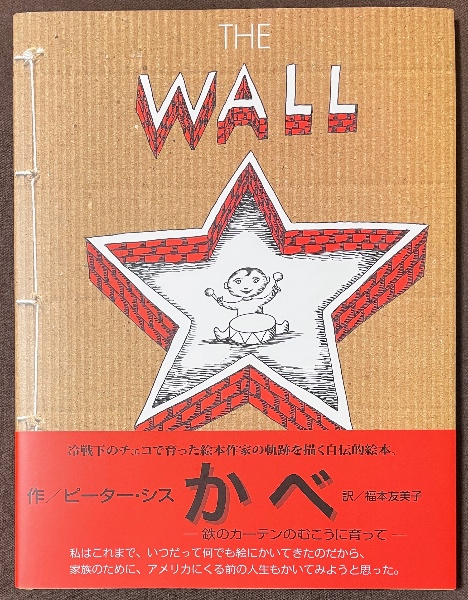 THE
WALL
冷戦下のチェコで育った絵本作家の軌跡を描く自伝的絵本。
作／ピーター・シス
かべ
訳／福本友美子
―鉄のカーテンのむこうに育って―
私はこれまで、いつだって何でも絵にかいてきたのだから、
家族のために、アメリカにくる前の人生もかいてみようと思った。